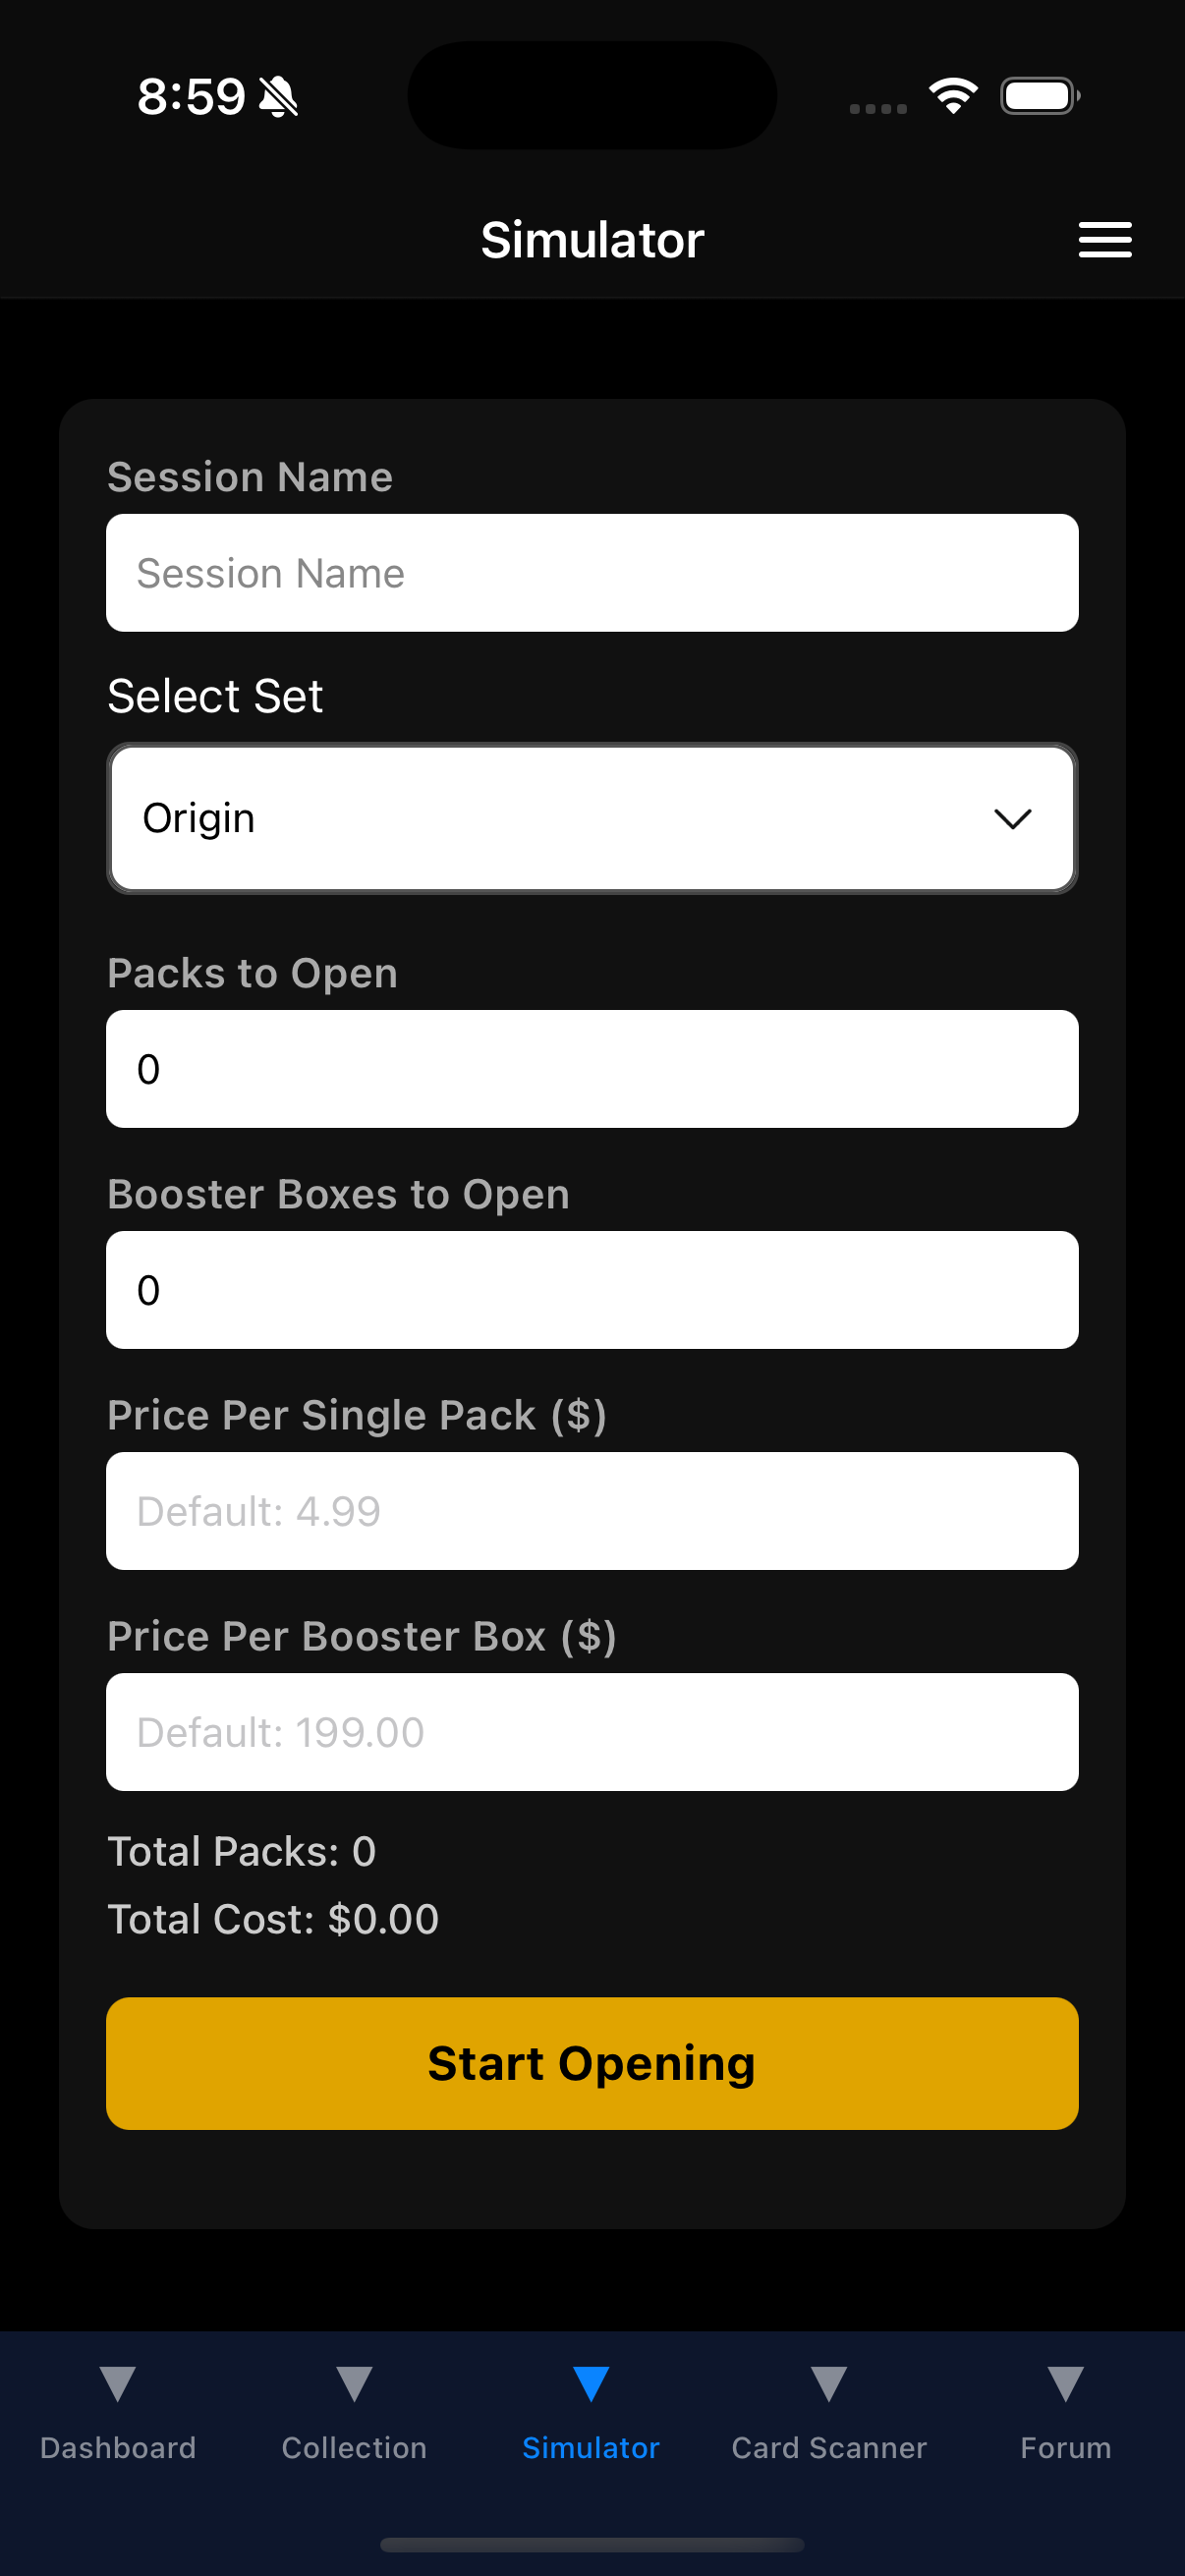 8:59
Simulator
Session Name
Session Name
Select Set
Origin
Packs to Open
0
Booster Boxes to Open
0
Price Per Single Pack ($)
Default: 4.99
Price Per Booster Box ($)
Default: 199.00
Total Packs: 0
Total Cost: $0.00
Start Opening
Dashboard Collection Simulator Card Scanner Forum